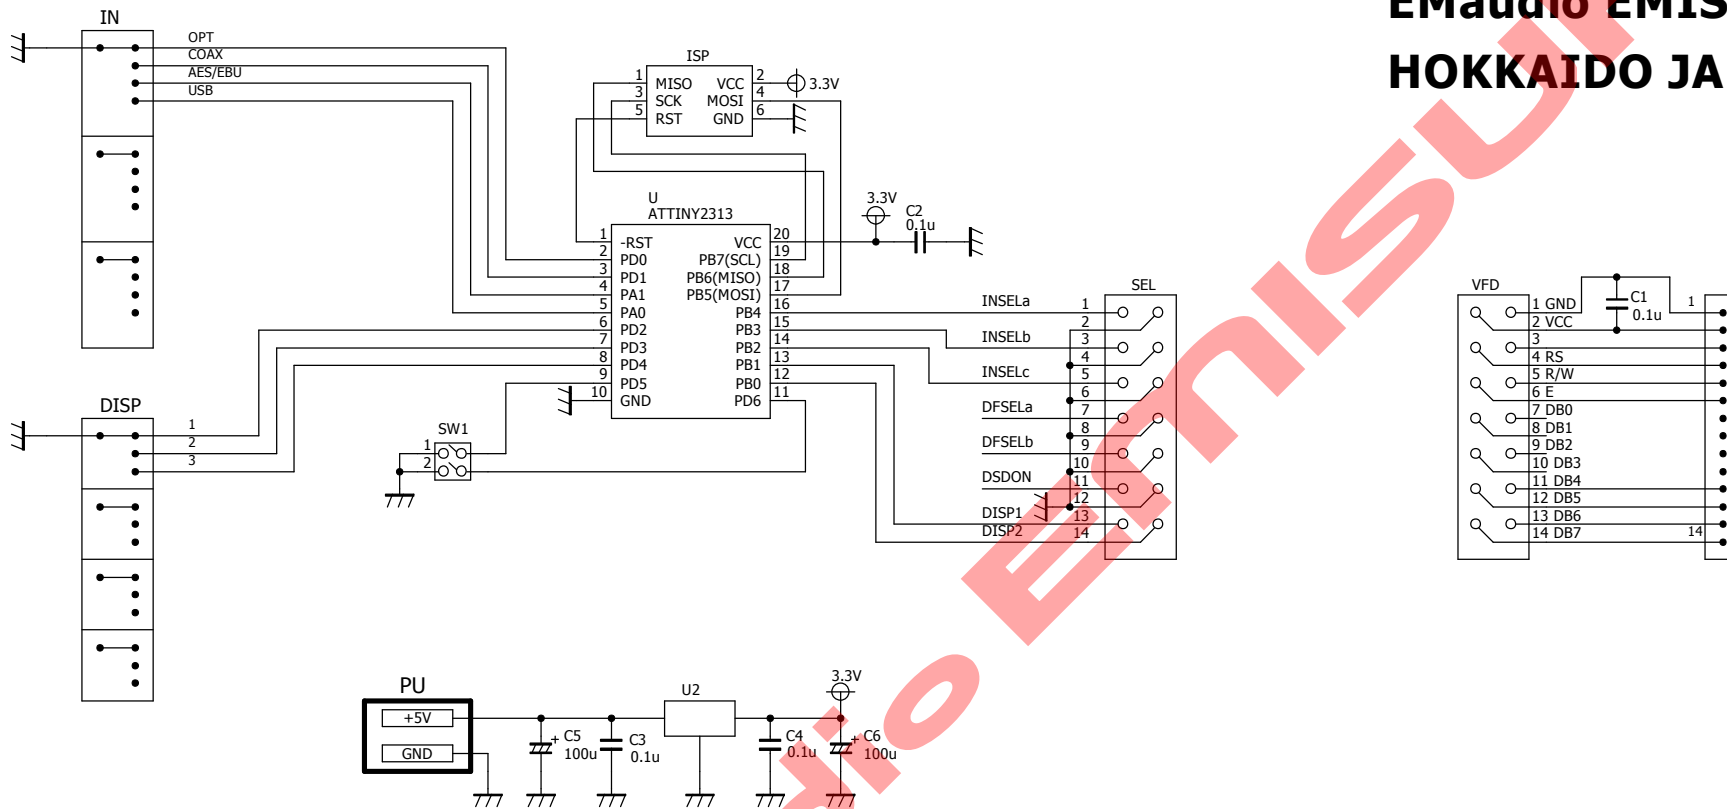 EMaudio EMIS
HOKKAIDO JA
IN
OPT
COAX
AES/EBU
USB
ISP
1 MISO VCC 2 3.3V
3 SCK MOSI 4
5 RST GND 6
U
ATTINY2313
3.3V
C2
0.1u
1 -RST VCC 20
2 PD0 PB7(SCL) 19
3 PD1 PB6(MISO) 18
4 PA1 PB5(MOSI) 17
5 PA0 PB4 16
6 PD2 PB3 15
7 PD3 PB2 14
8 PD4 PB1 13
9 PD5 PB0 12
10 GND PD6 11
DISP
1
2
3
SW1
1
2
SEL
INSELa 1
2
INSELb 3
4
INSELc 5
6
DFSELa 7
8
DFSELb 9
10
DSDON 11
12
DISP1 13
DISP2 14
VFD
1 GND
2 VCC
3
4 RS
5 R/W
6 E
7 DB0
8 DB1
9 DB2
10 DB3
11 DB4
12 DB5
13 DB6
14 DB7
C1
0.1u
1
14
PU
+5V
GND
+ C5
100u
C3
0.1u
U2
C4
0.1u
3.3V
+ C6
100u
dio Emisu